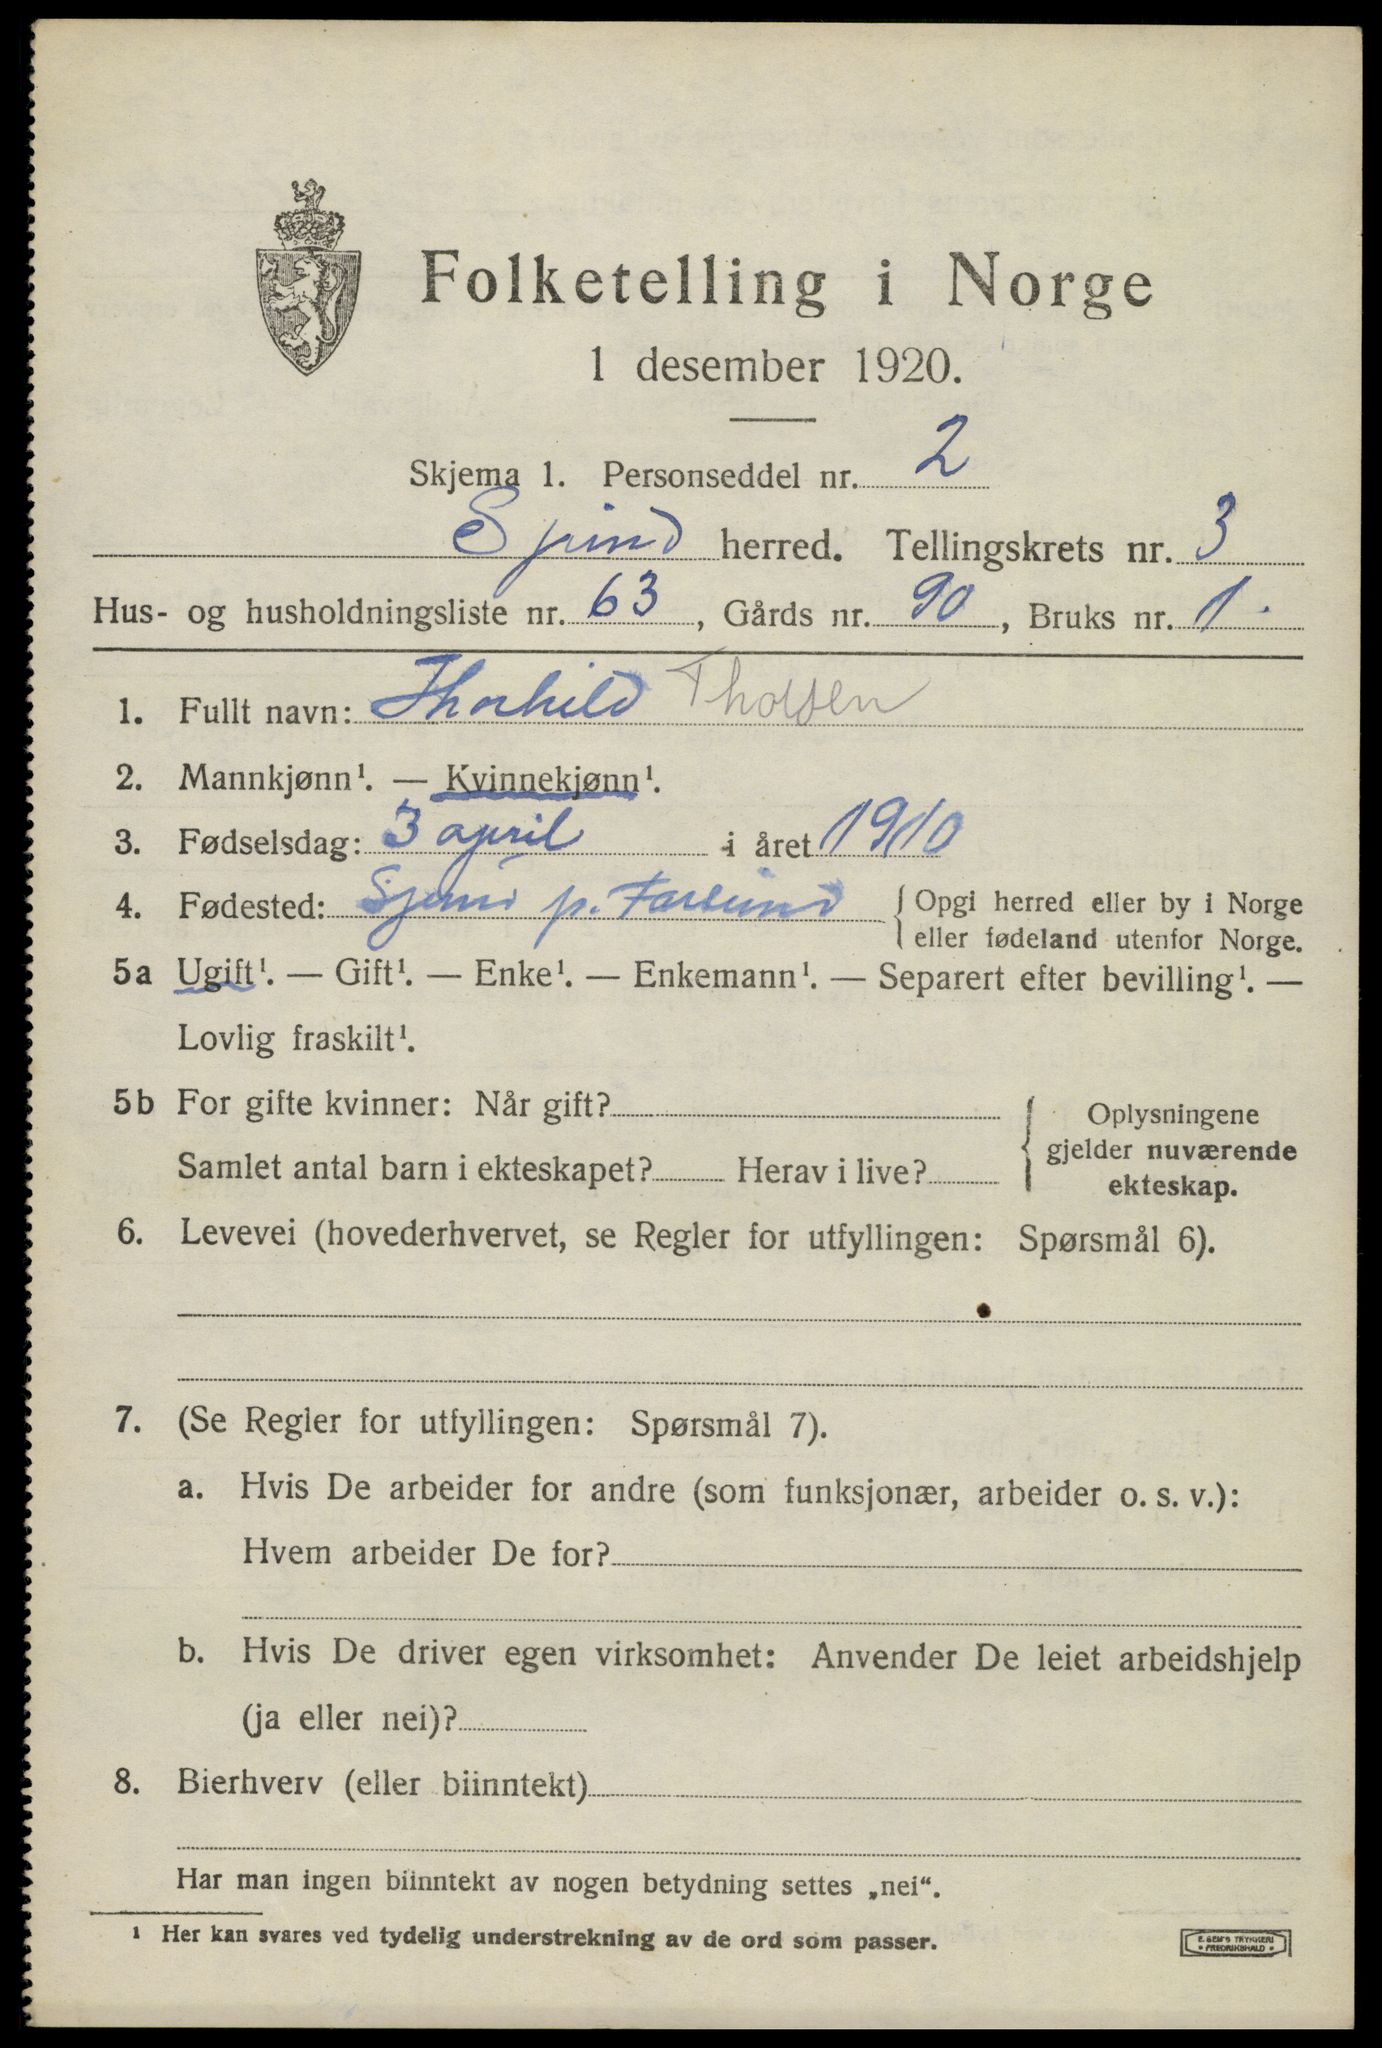 Folketelling i Norge
1 desember 1920.
Skjema 1. Personseddel nr. 2
Spind herred. Tellingskrets nr. 3
Hus- og husholdningsliste nr. 63, Gårds nr. 90, Bruks nr. 1.
1. Fullt navn: Thorhild Tholsen
2. Mannkjønn¹. — Kvinnekjønn¹.
3. Fødselsdag: 3 april i året 1910
4. Fødested: Spind p. Farsund { Opgi herred eller by i Norge
eller fødeland utenfor Norge.
5a Ugift¹. — Gift¹. — Enke¹. — Enkemann¹. — Separert efter bevilling¹. —
Lovlig fraskilt¹.
5b For gifte kvinner: Når gift? { Oplysningene
gjelder nuværende
Samlet antal barn i ekteskapet? Herav i live?
ekteskap.
6. Levevei (hovederhvervet, se Regler for utfyllingen: Spørsmål 6).
7. (Se Regler for utfyllingen: Spørsmål 7).
a. Hvis De arbeider for andre (som funksjonær, arbeider o. s. v.):
Hvem arbeider De for?
b. Hvis De driver egen virksomhet: Anvender De leiet arbeidshjelp
(ja eller nei)?
8. Bierhverv (eller biinntekt)
Har man ingen biinntekt av nogen betydning settes „nei“.
¹ Her kan svares ved tydelig understrekning av de ord som passer.
E. SEM'S TRYKKERI
• FREDRIKSHALD •